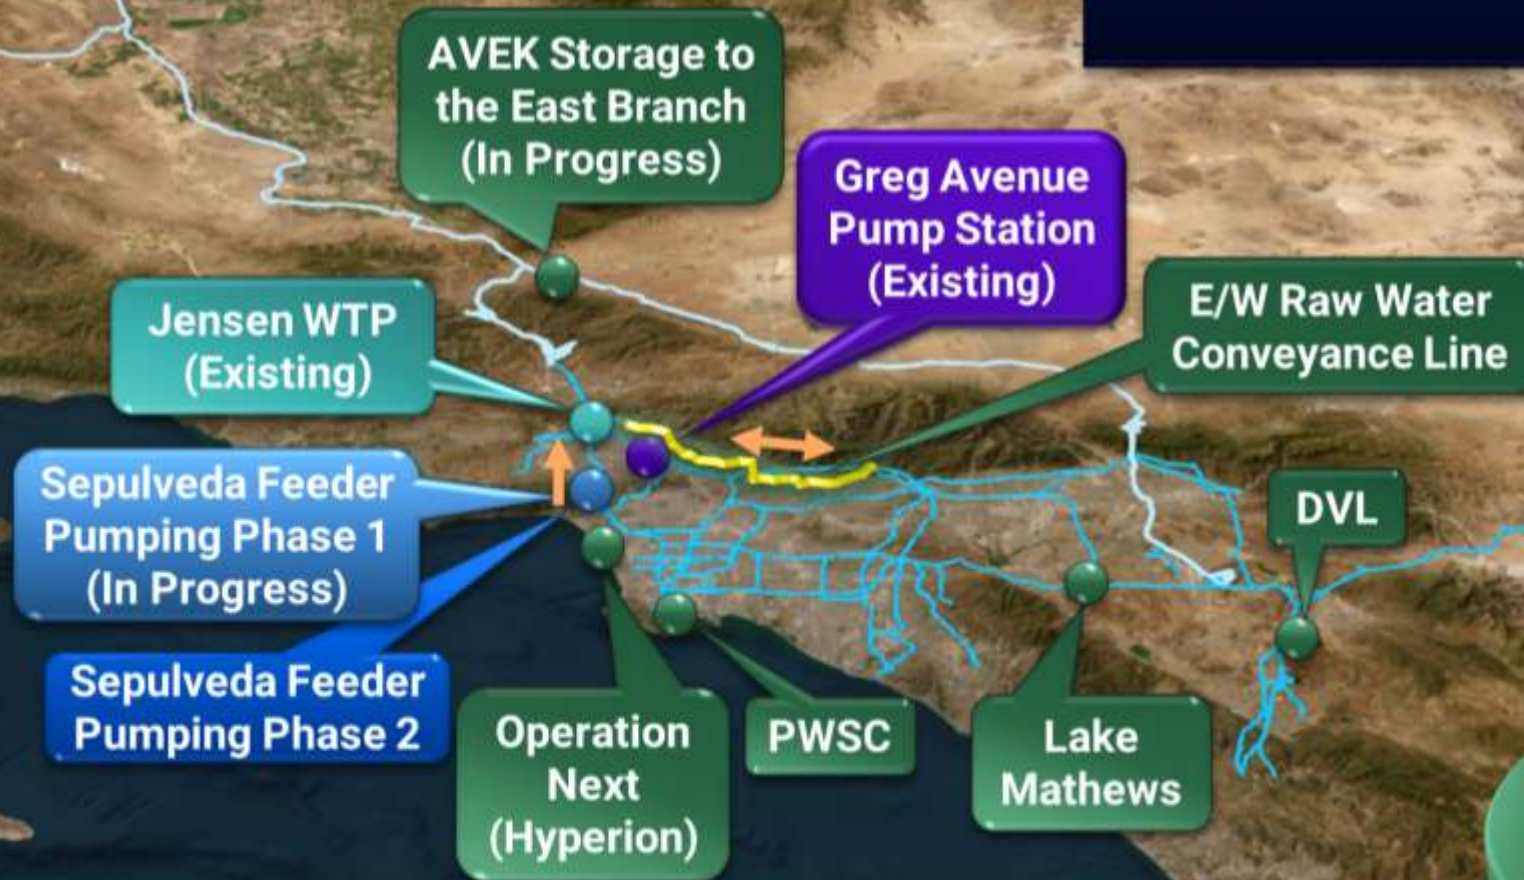 AVEK Storage to
the East Branch
(In Progress)
Greg Avenue
Pump Station
(Existing)
E/W Raw Water
Conveyance Line
Jensen WTP
(Existing)
Sepulveda Feeder
Pumping Phase 1
(In Progress)
DVL
Sepulveda Feeder
Pumping Phase 2
Operation
Next
(Hyperion)
PWSC
Lake
Mathews